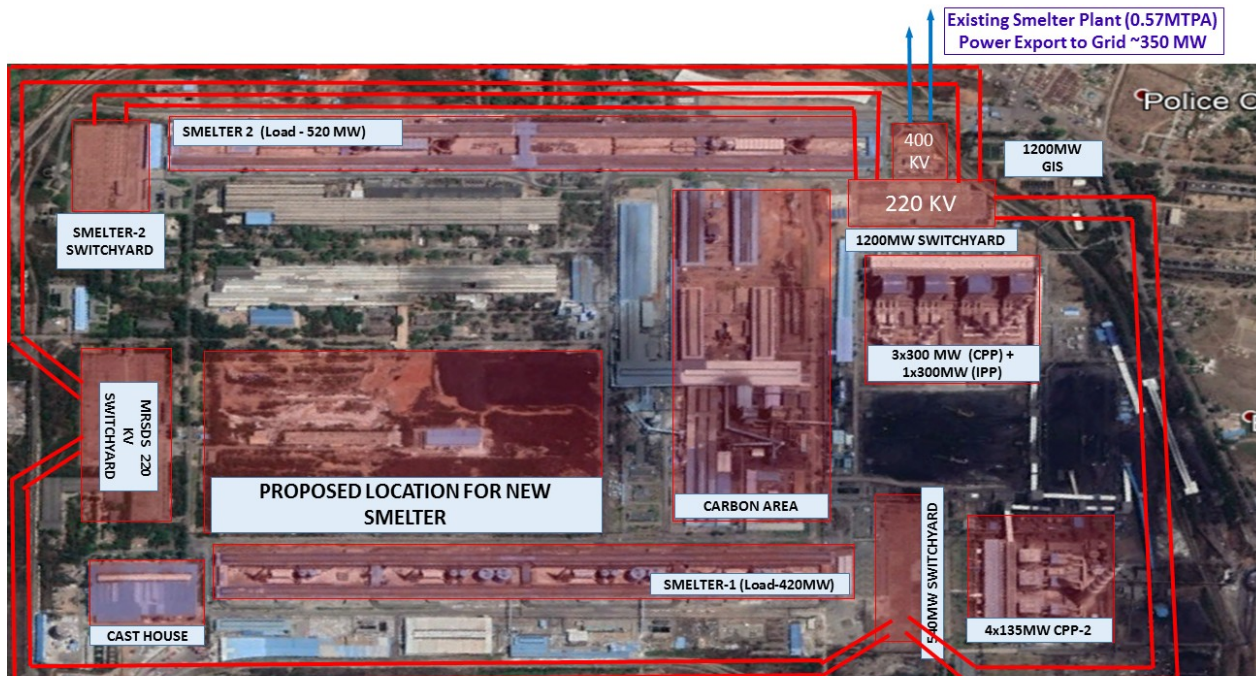 Existing Smelter Plant (0.57MTPA)
Power Export to Grid ~350 MW
Police C
SMELTER 2 (Load - 520 MW)
400
KV
1200MW
GIS
220 KV
SMELTER-2
SWITCHYARD
1200MW SWITCHYARD
3x300 MW (CPP) +
1x300MW (IPP)
MRSDS 220
KV
SWITCHYARD
PROPOSED LOCATION FOR NEW
SMELTER
CARBON AREA
540MW SWITCHYARD
SMELTER-1 (Load-420MW)
CAST HOUSE
4x135MW CPP-2